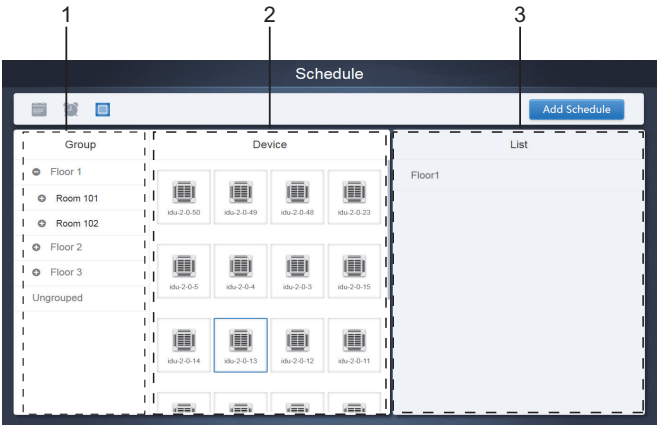 1 2 3
Schedule
Add Schedule
Group Device List
Floor 1
Floor1
Room 101
idu-2-0-50 idu-2-0-49 idu-2-0-48 idu-2-0-23
Room 102
Floor 2
Floor 3
idu-2-0-5 idu-2-0-4 idu-2-0-3 idu-2-0-15
Ungrouped
idu-2-0-14 idu-2-0-13 idu-2-0-12 idu-2-0-11